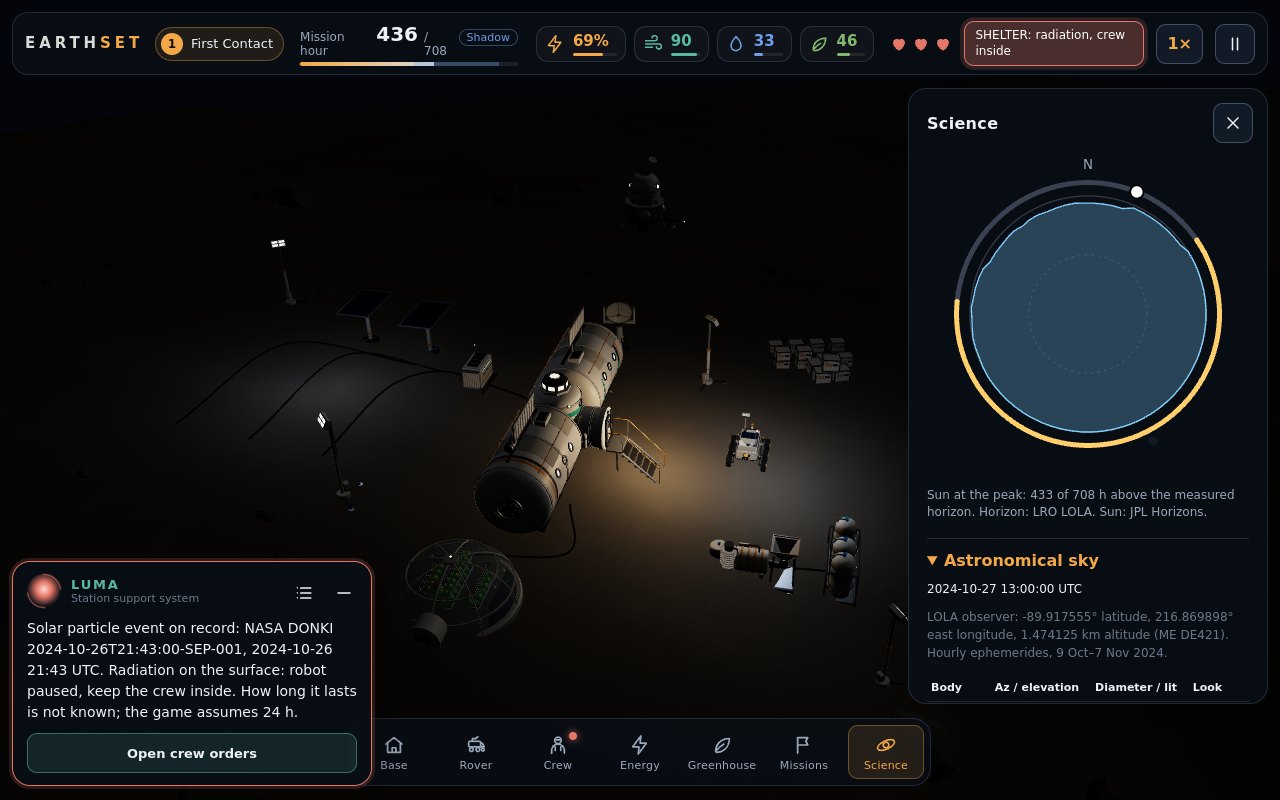 EARTHSET
1 First Contact
Mission hour 436 / 708
Shadow
69%
90
33
46
SHELTER: radiation, crew
inside
1×
Science
N
Sun at the peak: 433 of 708 h above the measured
horizon. Horizon: LRO LOLA. Sun: JPL Horizons.
▼ Astronomical sky
2024-10-27 13:00:00 UTC
LOLA observer: -89.917555° latitude, 216.869898°
east longitude, 1.474125 km altitude (ME DE421).
Hourly ephemerides, 9 Oct–7 Nov 2024.
Body Az / elevation Diameter / lit Look
LUMA
Station support system
Solar particle event on record: NASA DONKI
2024-10-26T21:43:00-SEP-001, 2024-10-26
21:43 UTC. Radiation on the surface: robot
paused, keep the crew inside. How long it lasts
is not known; the game assumes 24 h.
Open crew orders
Base
Rover
Crew
Energy
Greenhouse
Missions
Science